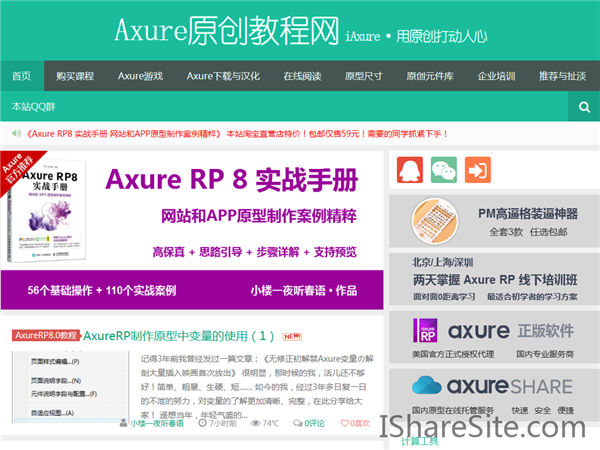 Axure原创教程网 iAxure • 用原创打动人心
首页 购买课程 Axure游戏 Axure下载与汉化 在线阅读 原型尺寸 原创元件库 企业培训 推荐与扯淡
本站QQ群
《Axure RP8 实战手册 网站和APP原型制作案例精粹》 本站淘宝直营店特价！包邮仅售59元！需要的同学抓紧下手！
Axure
官方推荐
Axure RP8
实战手册
Axure RP 8 实战手册
网站和APP原型制作案例精粹
高保真 + 思路引导 + 步骤详解 + 支持预览
56个基础操作 + 110个实战案例 小楼一夜听春语 • 作品
PM高逼格装逼神器
全套3款 任选包邮
北京/上海/深圳
两天掌握 Axure RP 线下培训班
面对面0距离学习 最适合初学者的学习方案
axure 正版软件
美国官方正式授权代理 国内专业服务商
axureSHARE
国内原型在线托管服务 快速 安全 便捷
计算工具
AxureRP8.0教程 AxureRP制作原型中变量的使用（1） NEW
页面样式编辑...(P)
页面说明字段...(N)
元件说明字段与配置...(F)
自适应视图...(F)
记得3年前我曾经发过一篇文章：《无修正初解禁Axure变量の解
剖大量插入映画首次放出》 很明显，那时候的我，活儿还不够
好！简单、粗暴、生硬、短...... 如今的我，经过3年多日复一日
的不懈的努力，对变量的了解更加清晰、完整，在此分享给大
家！ 遥想当年，年轻气盛的...
小楼一夜听春语 7小时前 74℃ 0评论 0喜欢
IShareSite.com